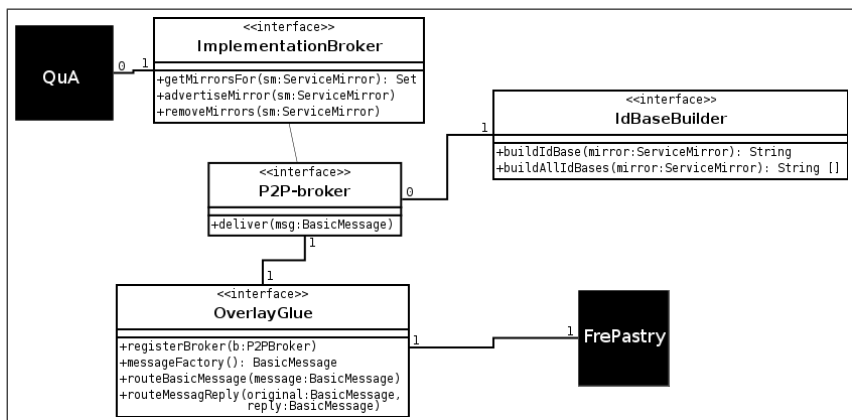 <<interface>>
ImplementationBroker
+getMirrorsFor(sm:ServiceMirror): Set
+advertiseMirror(sm:ServiceMirror)
+removeMirrors(sm:ServiceMirror)
QuA
0
1
<<interface>>
IdBaseBuilder
+buildIdBase(mirror:ServiceMirror): String
+buildAllIdBases(mirror:ServiceMirror): String []
1
<<interface>>
P2P-broker
+deliver(msg:BasicMessage)
0
1
1
<<interface>>
OverlayGlue
+registerBroker(b:P2PBroker)
+messageFactory(): BasicMessage
+routeBasicMessage(message:BasicMessage)
+routeMessagReply(original:BasicMessage,
reply:BasicMessage)
1
1
FrePastry